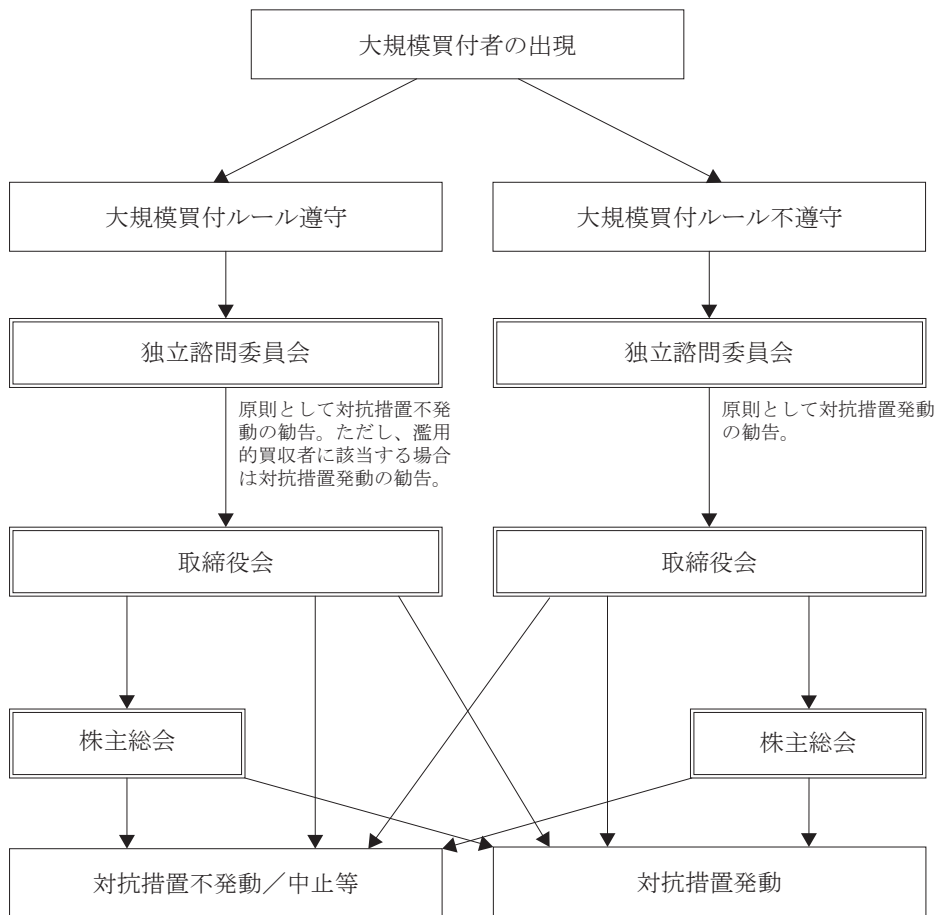 大規模買付者の出現
大規模買付ルール遵守
大規模買付ルール不遵守
独立諮問委員会
独立諮問委員会
原則として対抗措置不発
動の勧告。ただし、濫用
的買収者に該当する場合
は対抗措置発動の勧告。
原則として対抗措置発動
の勧告。
取締役会
取締役会
株主総会
株主総会
対抗措置不発動／中止等
対抗措置発動